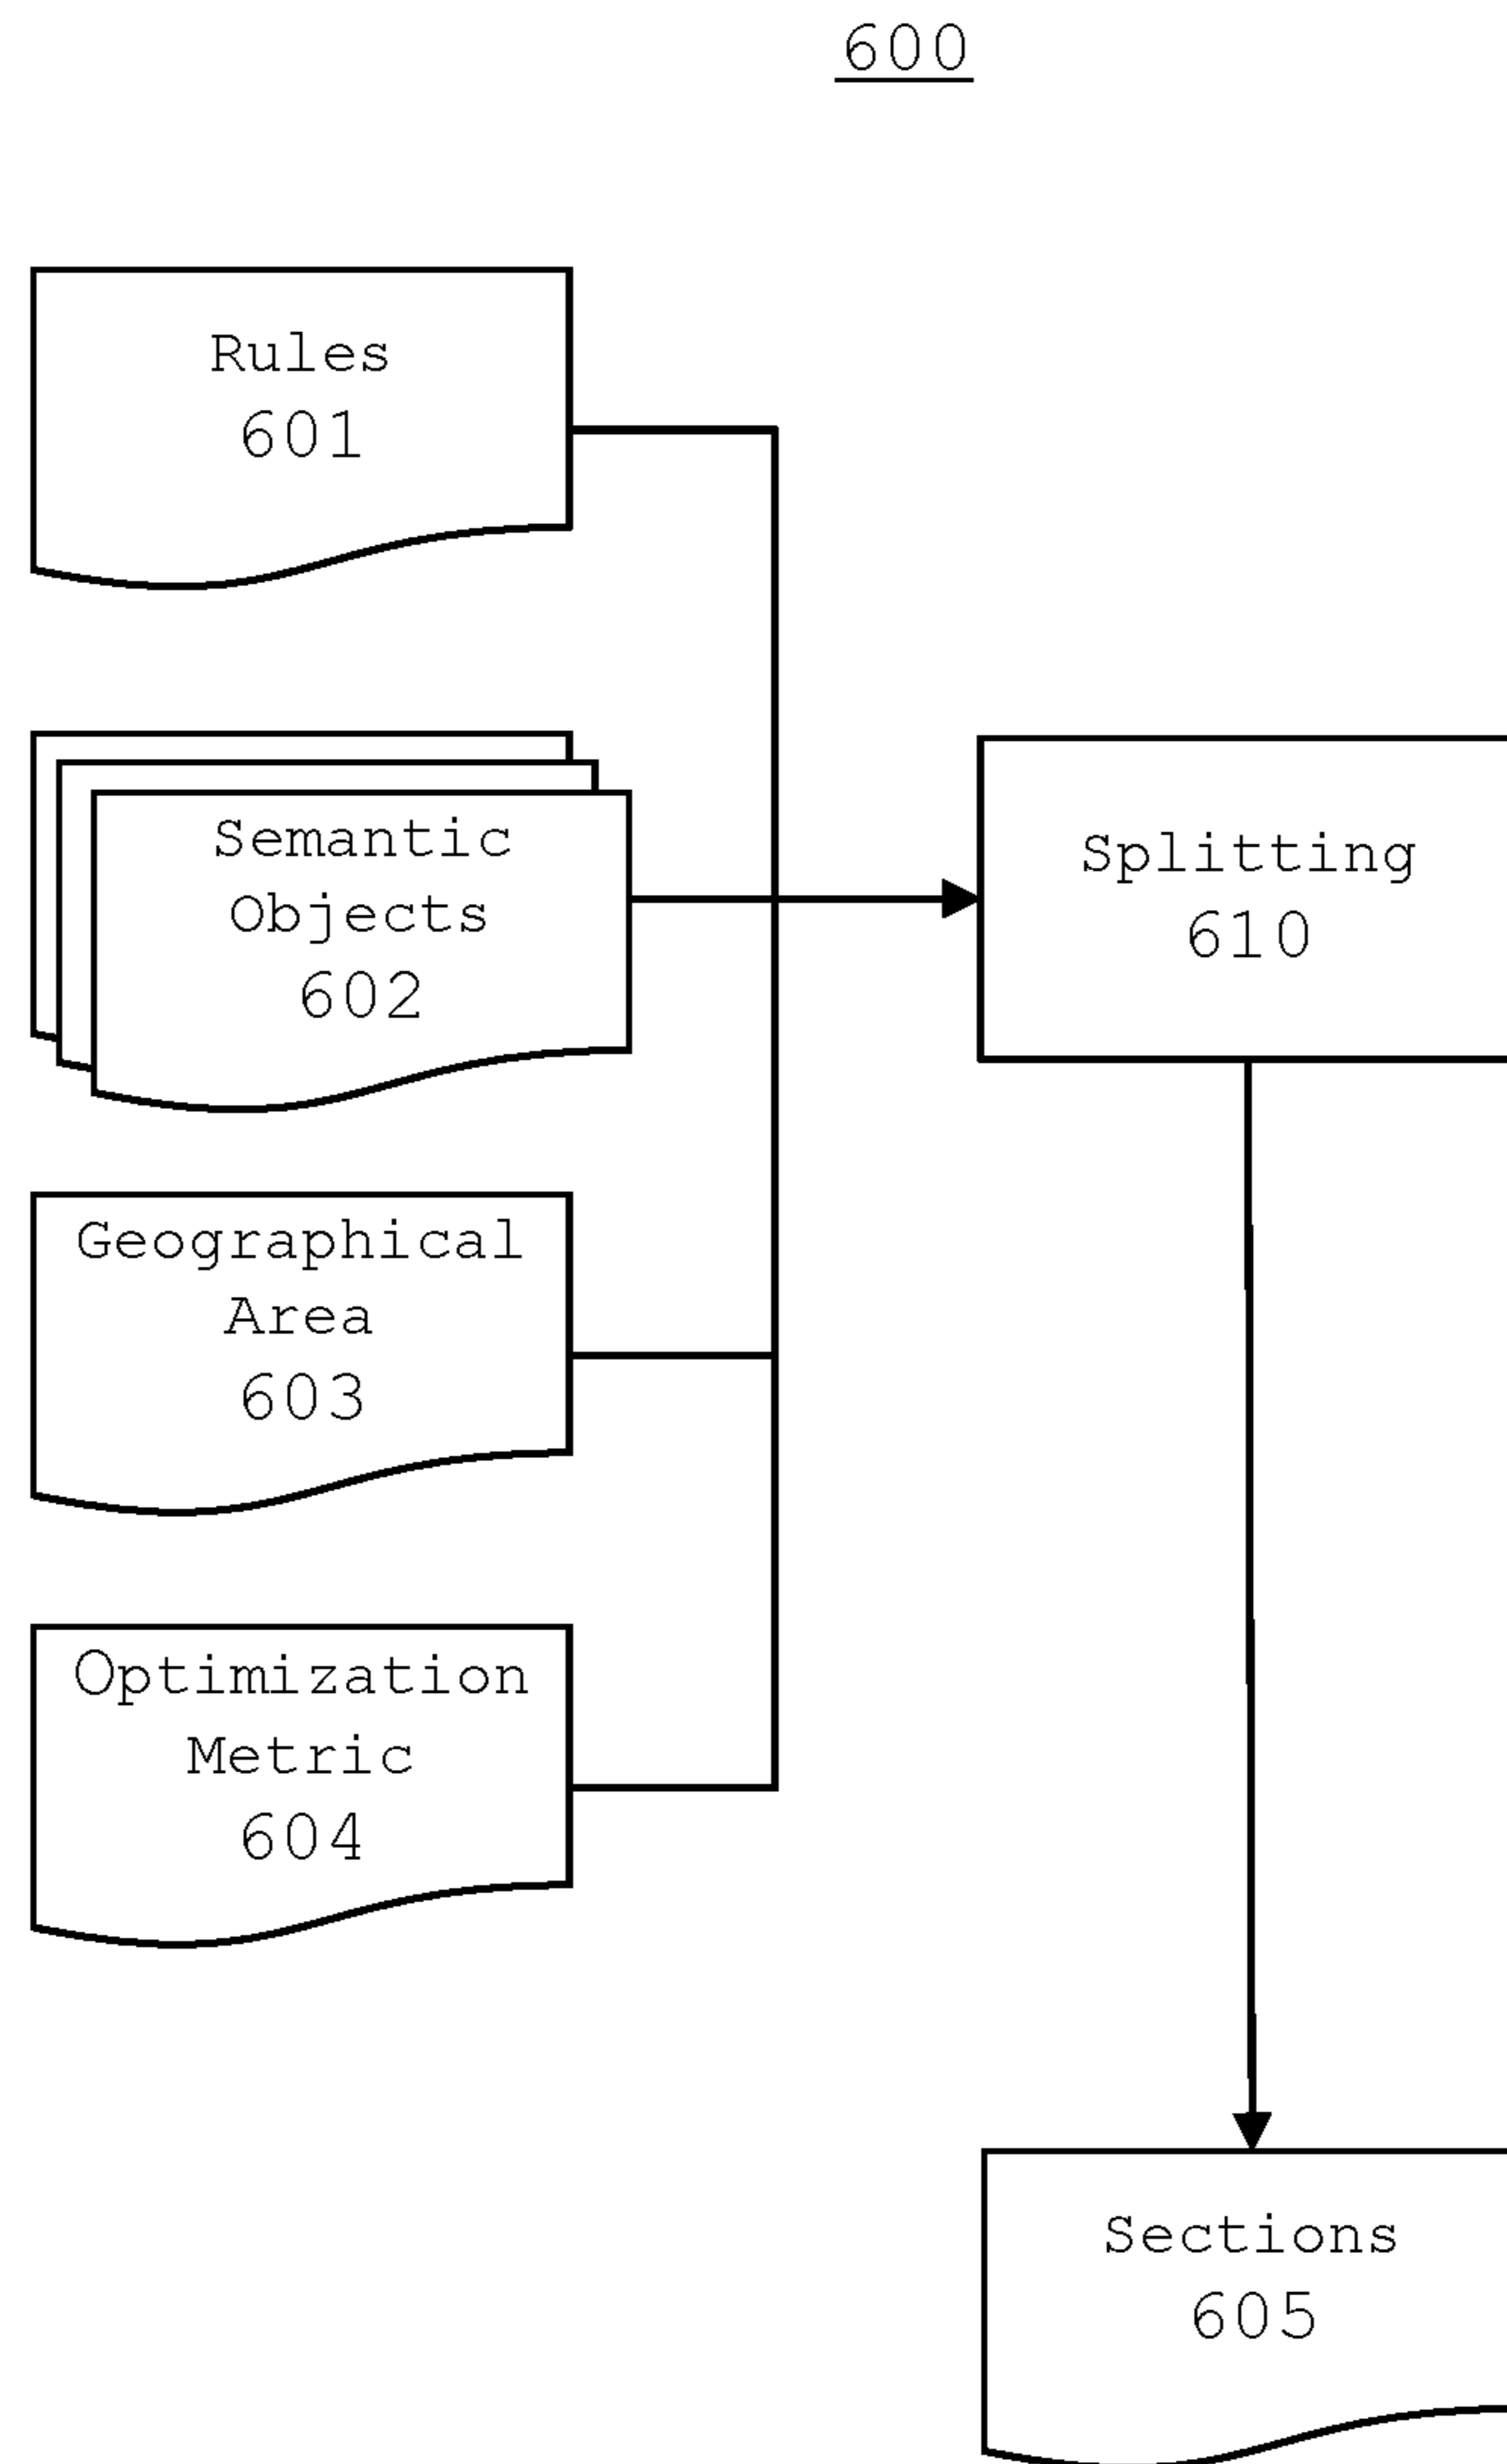 600
Rules
601
Semantic
Objects
602
Splitting
610
Geographical
Area
603
Optimization
Metric
604
Sections
605